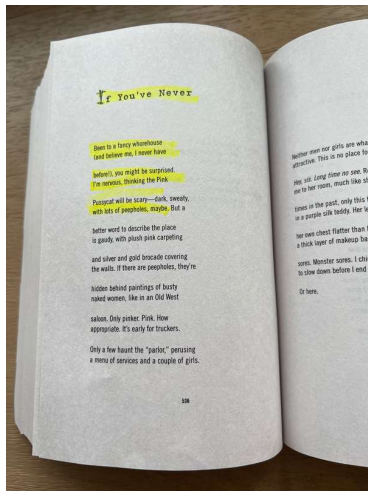 If You've Never
Been to a fancy whorehouse
(and believe me, I never have
before!), you might be surprised.
I'm nervous, thinking the Pink
Pussycat will be scary—dark, sweaty,
with lots of peepholes, maybe. But a
better word to describe the place
is gaudy, with plush pink carpeting
and silver and gold brocade covering
the walls. If there are peepholes, they're
hidden behind paintings of busty
naked women, like in an Old West
saloon. Only pinker. Pink. How
appropriate. It's early for truckers.
Only a few haunt the "parlor," perusing
a menu of services and a couple of girls.
Neither men nor girls are wha
attractive. This is no place fo
Hey, sis. Long time no see. R
me to her room, much like sh
times in the past, only this t
in a purple silk teddy. Her le
her own chest flatter than
a thick layer of makeup ba
sores. Monster sores. I chi
to slow down before I end
Or here.